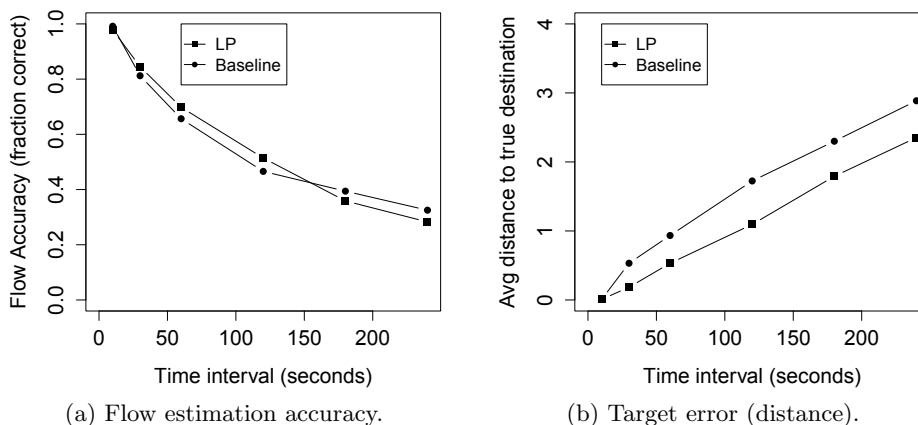 Flow Accuracy (fraction correct)
0.0 0.2 0.4 0.6 0.8 1.0
LP
Baseline
0 50 100 150 200
Time interval (seconds)
(a) Flow estimation accuracy.
Avg distance to true destination
0 1 2 3 4
LP
Baseline
0 50 100 150 200
Time interval (seconds)
(b) Target error (distance).